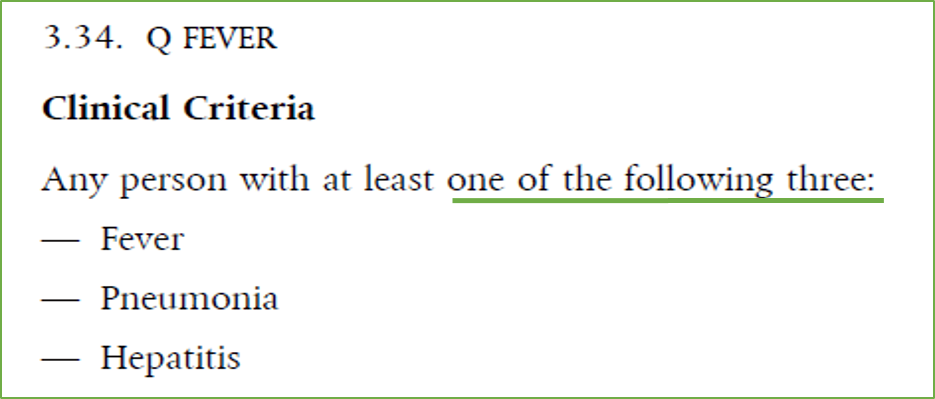 3.34. Q FEVER
Clinical Criteria
Any person with at least one of the following three:
— Fever
— Pneumonia
— Hepatitis